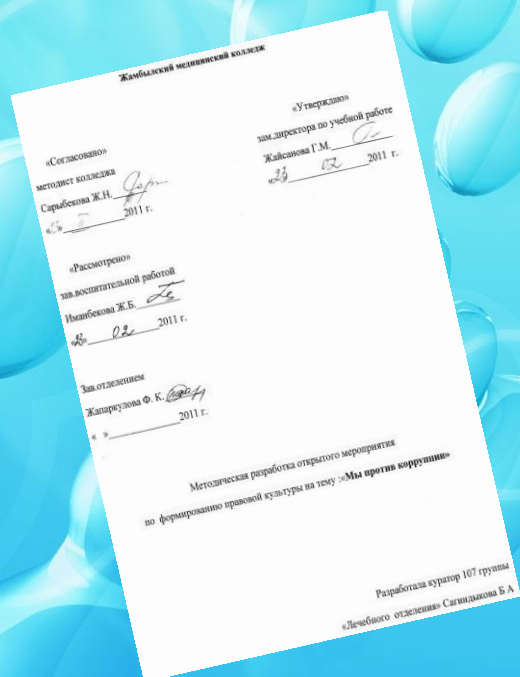 Жамбылский медицинский колледж
«Утверждаю»
зам.директора по учебной работе
Жайсанова Г.М.
«23» 02 2011 г.
«Согласовано»
методист колледжа
Сарыбекова Ж.Н.
« » II 2011 г.
«Рассмотрено»
зав.воспитательной работой
Иманбекова Ж.Б.
« » 02 2011 г.
Зав.отделением
Жапаркулова Ф. К.
« » 2011 г.
Методическая разработка открытого мероприятия
по формированию правовой культуры на тему :«Мы против коррупции»
Разработала куратор 107 группы
«Лечебного отделения» Сагиндыкова Б А